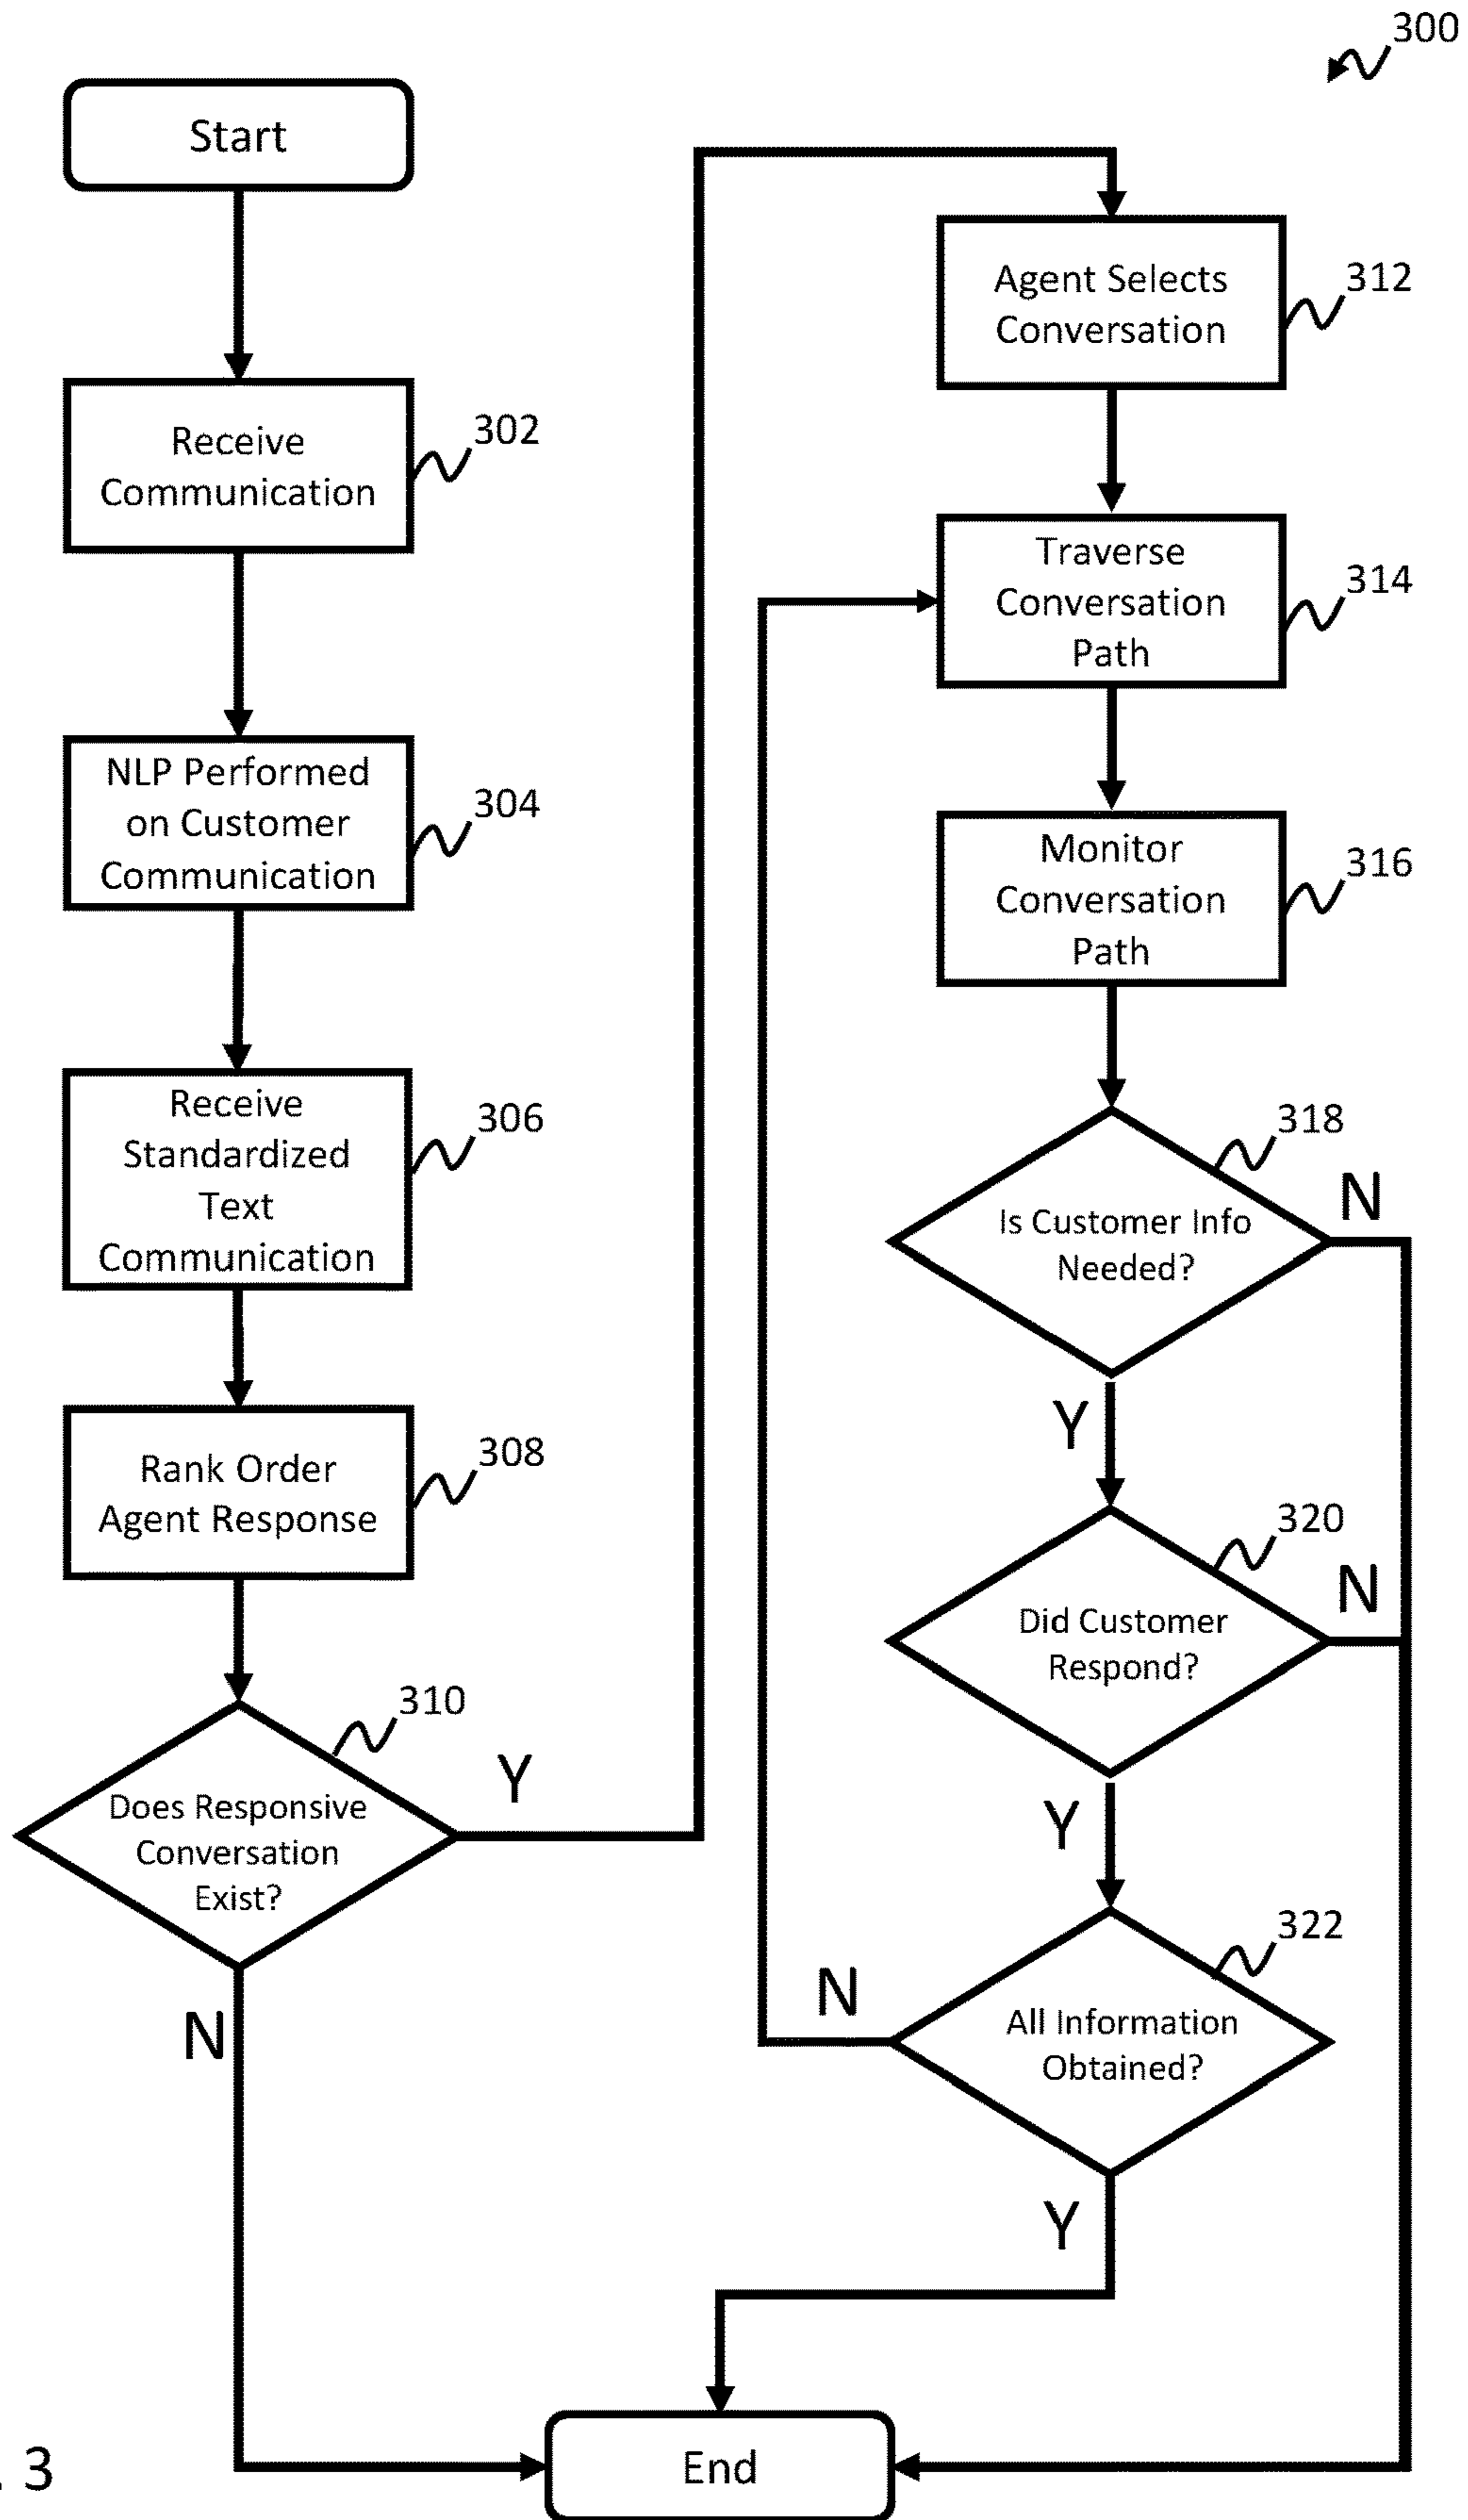 300
Start
Receive
Communication
302
NLP Performed
on Customer
Communication
304
Receive
Standardized
Text
Communication
306
Rank Order
Agent Response
308
Does Responsive
Conversation
Exist?
310
Y
N
Agent Selects
Conversation
312
Traverse
Conversation
Path
314
Monitor
Conversation
Path
316
Is Customer Info
Needed?
318
N
Y
Did Customer
Respond?
320
N
Y
All Information
Obtained?
322
N
Y
End
. 3